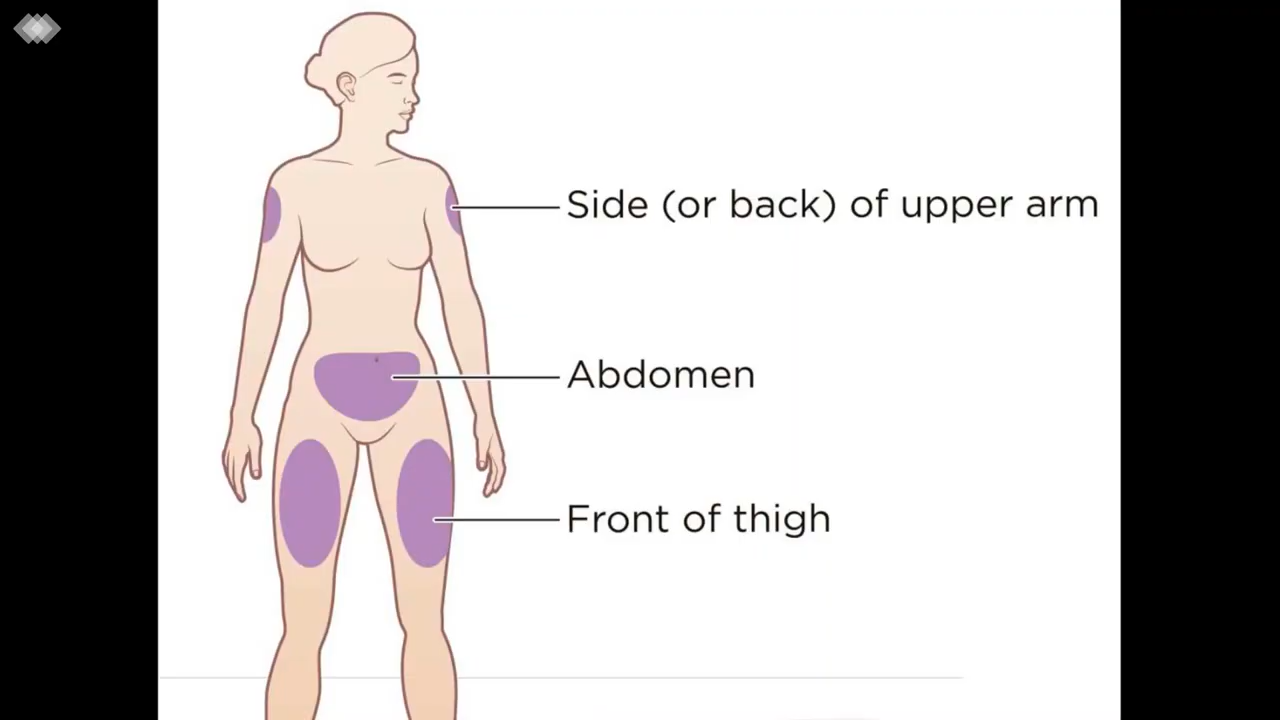 Side (or back) of upper arm
Abdomen
Front of thigh